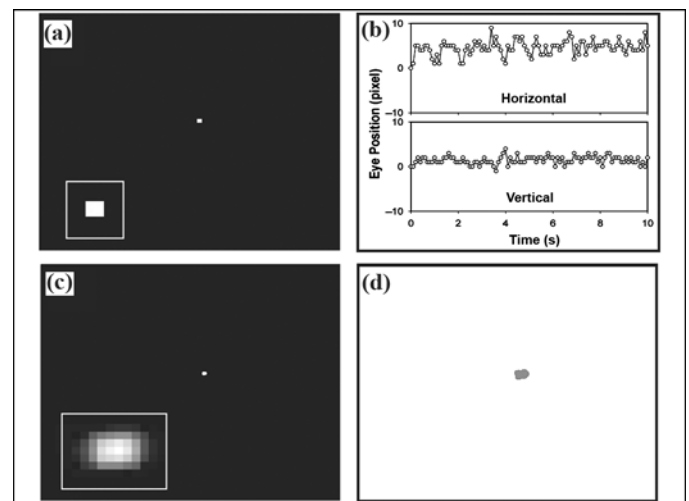 (a)
(b)
10
0
−10
Horizontal
Eye Position (pixel)
10
0
−10
Vertical
0 2 4 6 8 10
Time (s)
(c)
(d)